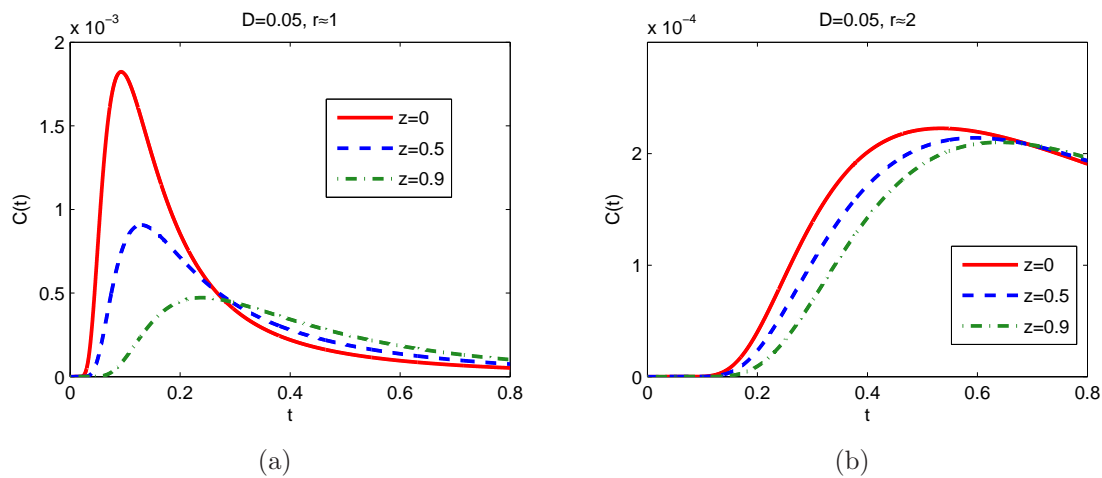 x 10⁻³
D=0.05, r≈1
2
1.5
1
0.5
0
C(t)
z=0
z=0.5
z=0.9
0
0.2
0.4
0.6
0.8
t
(a)
x 10⁻⁴
D=0.05, r≈2
2
1
0
C(t)
z=0
z=0.5
z=0.9
0
0.2
0.4
0.6
0.8
t
(b)